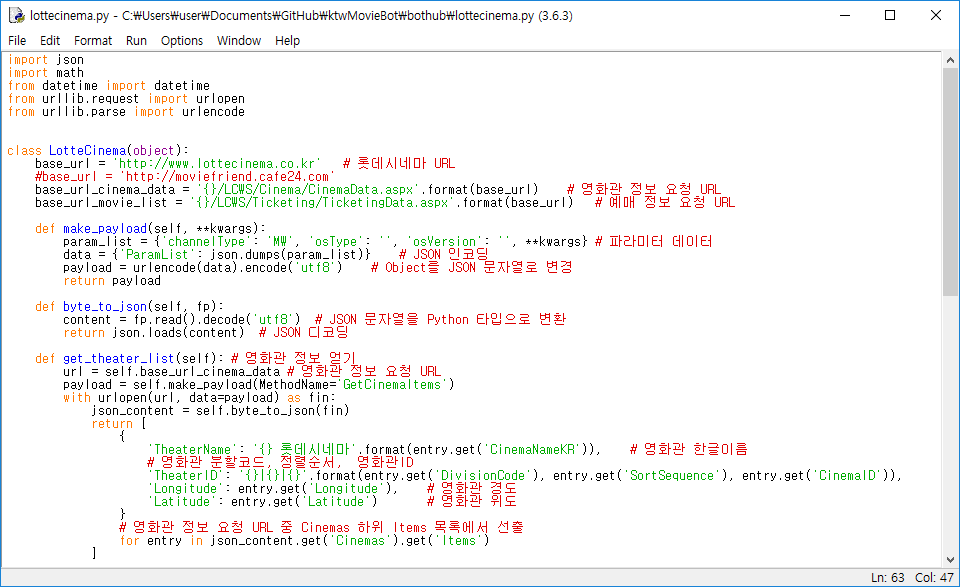 lottecinema.py - C:₩Users₩user₩Documents₩GitHub₩ktwMovieBot₩bothub₩lottecinema.py (3.6.3)
File Edit Format Run Options Window Help
import json
import math
from datetime import datetime
from urllib.request import urlopen
from urllib.parse import urlencode
class LotteCinema(object):
    base_url = 'http://www.lottecinema.co.kr'   # 롯데시네마 URL
    #base_url = 'http://moviefriend.cafe24.com'
    base_url_cinema_data = '{}/LCWS/Cinema/CinemaData.aspx'.format(base_url)    # 영화관 정보 요청 URL
    base_url_movie_list = '{}/LCWS/Ticketing/TicketingData.aspx'.format(base_url)   # 예매 정보 요청 URL
    def make_payload(self, **kwargs):
        param_list = {'channelType': 'MW', 'osType': '', 'osVersion': '', **kwargs} # 파라미터 데이터
        data = {'ParamList': json.dumps(param_list)}    # JSON 인코딩
        payload = urlencode(data).encode('utf8')    # Object를 JSON 문자열로 변경
        return payload
    def byte_to_json(self, fp):
        content = fp.read().decode('utf8')  # JSON 문자열을 Python 타입으로 변환
        return json.loads(content)  # JSON 디코딩
    def get_theater_list(self): # 영화관 정보 얻기
        url = self.base_url_cinema_data # 영화관 정보 요청 URL
        payload = self.make_payload(MethodName='GetCinemaItems')
        with urlopen(url, data=payload) as fin:
            json_content = self.byte_to_json(fin)
            return [
                {
                    'TheaterName': '{} 롯데시네마'.format(entry.get('CinemaNameKR')),    # 영화관 한글이름
                    # 영화관 분할코드, 정렬순서,  영화관ID
                    'TheaterID': '{}|{}|{}'.format(entry.get('DivisionCode'), entry.get('SortSequence'), entry.get('CinemaID')),
                    'Longitude': entry.get('Longitude'),    # 영화관 경도
                    'Latitude': entry.get('Latitude')       # 영화관 위도
                }
                # 영화관 정보 요청 URL 중 Cinemas 하위 Items 목록에서 선출
                for entry in json_content.get('Cinemas').get('Items')
            ]
Ln: 63 Col: 47